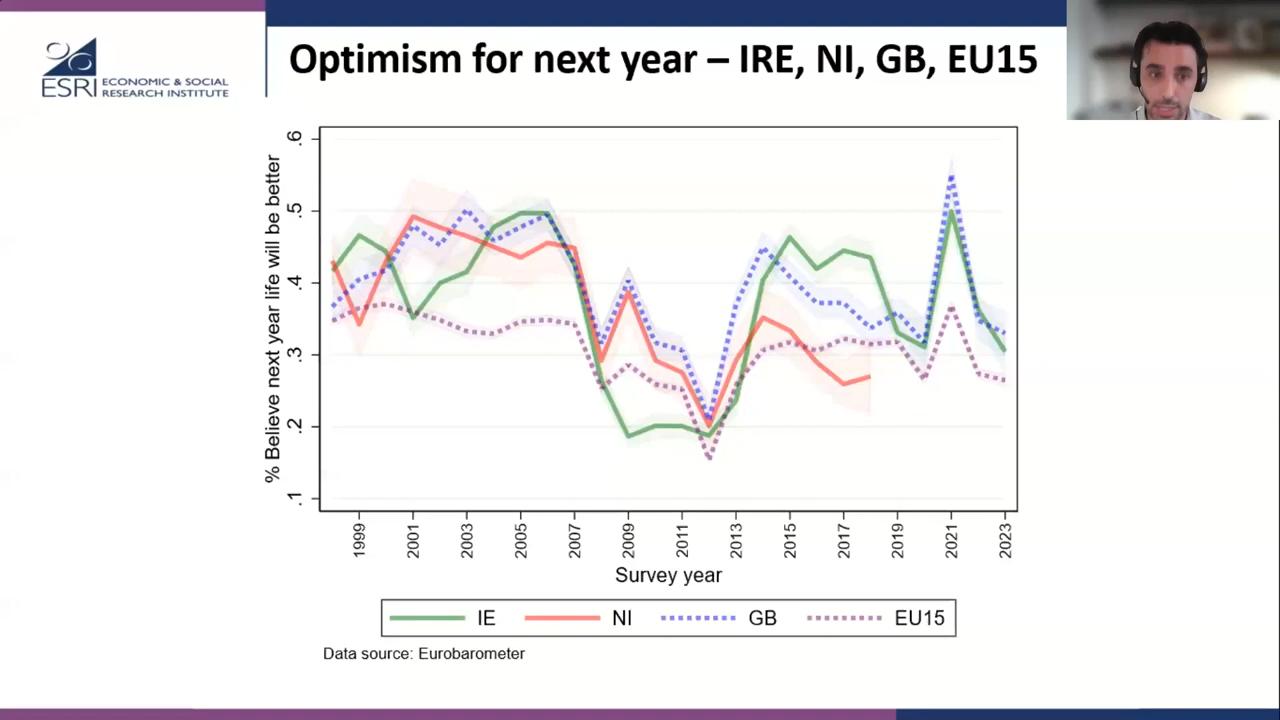 Optimism for next year – IRE, NI, GB, EU15
ESRI
ECONOMIC & SOCIAL
RESEARCH INSTITUTE
% Believe next year life will be better
.6
.5
.4
.3
.2
.1
1999
2001
2003
2005
2007
2009
2011
2013
2015
2017
2019
2021
2023
Survey year
IE NI GB EU15
Data source: Eurobarometer